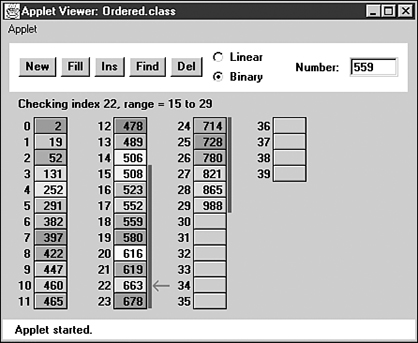 Applet Viewer: Ordered.class
Applet
New Fill Ins Find Del Linear Binary Number: 559
Checking index 22, range = 15 to 29
0 2 12 478 24 714 36
1 19 13 489 25 728 37
2 52 14 506 26 780 38
3 131 15 508 27 821 39
4 252 16 523 28 865
5 291 17 552 29 988
6 382 18 559 30
7 397 19 580 31
8 422 20 616 32
9 447 21 619 33
10 460 22 663 34
11 465 23 678 35
Applet started.